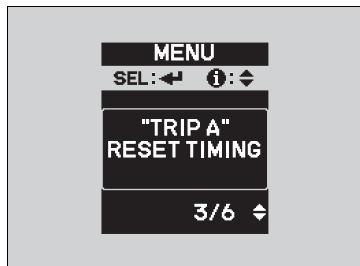 MENU
SEL: ℹ:
"TRIP A"
RESET TIMING
3/6